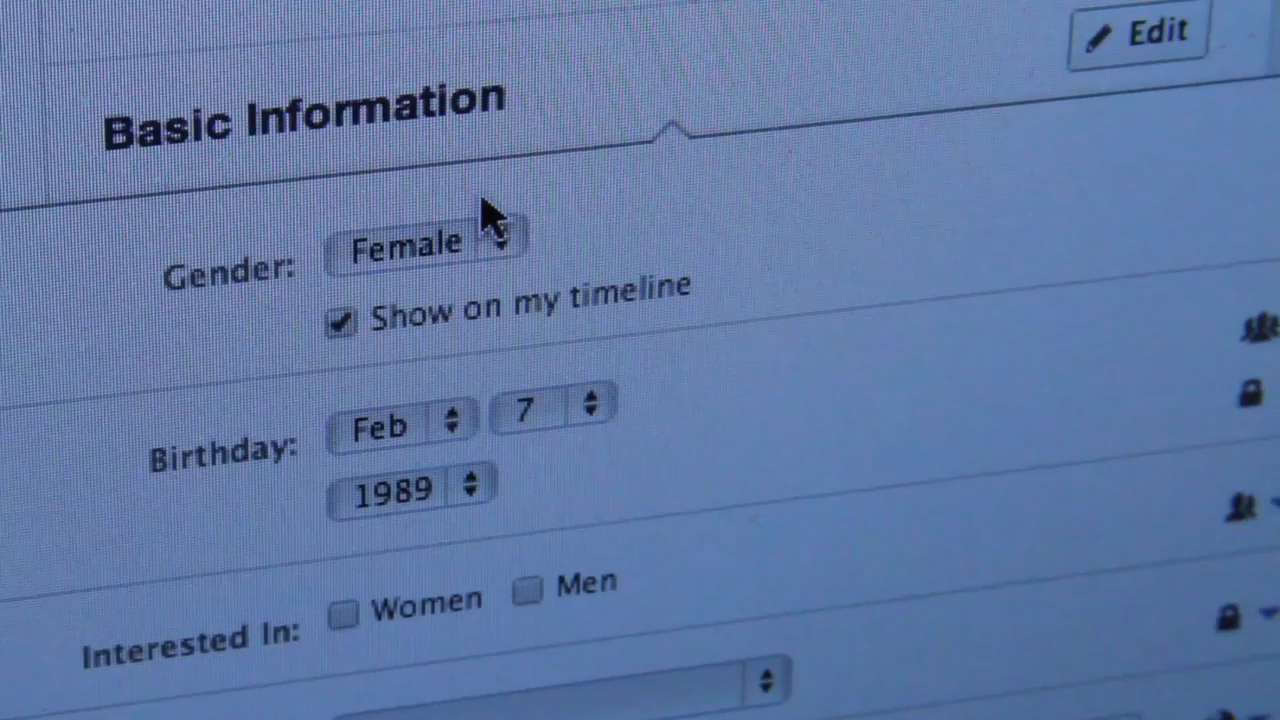 Edit
Basic Information
Gender: Female
Show on my timeline
Birthday: Feb 7
1989
Interested In: Women Men